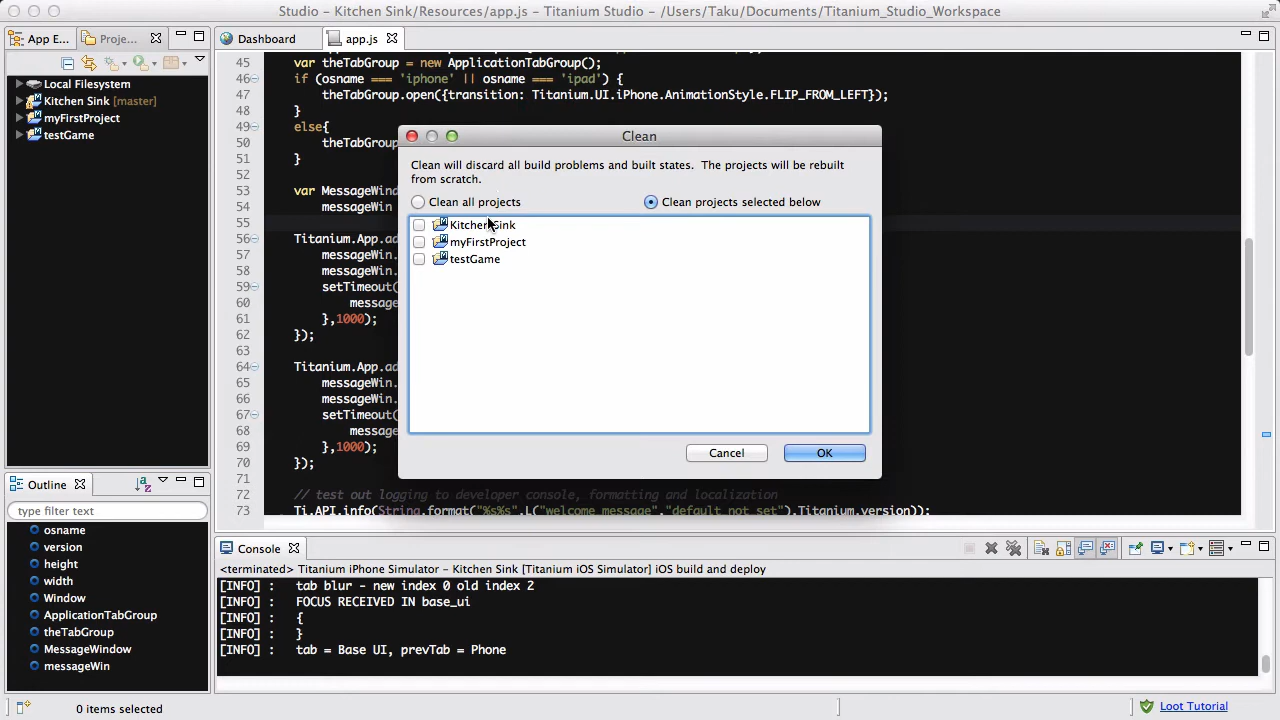 Studio – Kitchen Sink/Resources/app.js – Titanium Studio – /Users/Taku/Documents/Titanium_Studio_Workspace
App E...
Proje...
Dashboard
app.js
Local Filesystem
Kitchen Sink [master]
myFirstProject
testGame
45 var theTabGroup = new ApplicationTabGroup();
46 if (osname === 'iphone' || osname === 'ipad') {
47 theTabGroup.open({transition: Titanium.UI.iPhone.AnimationStyle.FLIP_FROM_LEFT});
48 }
49 else{
50 theTabGroup
51 }
52
53 var MessageWind
54 messageWin
55
56 Titanium.App.ad
57 messageWin.
58 messageWin.
59 setTimeout(
60 message
61 },1000);
62 });
63
64 Titanium.App.ad
65 messageWin.
66 messageWin.
67 setTimeout(
68 message
69 },1000);
70 });
71
72 // test out logging to developer console, formatting and localization
73 Ti.API.info(String.format("%s%s",L("welcome_message","default_not_set"),Titanium.version));
Clean
Clean will discard all build problems and built states. The projects will be rebuilt
from scratch.
Clean all projects
Clean projects selected below
Kitchen Sink
myFirstProject
testGame
Cancel
OK
Outline
type filter text
osname
version
height
width
Window
ApplicationTabGroup
theTabGroup
MessageWindow
messageWin
Console
<terminated> Titanium iPhone Simulator - Kitchen Sink [Titanium iOS Simulator] iOS build and deploy
[INFO] : tab blur - new index 0 old index 2
[INFO] : FOCUS RECEIVED IN base_ui
[INFO] : {
[INFO] : }
[INFO] : tab = Base UI, prevTab = Phone
0 items selected
Loot Tutorial